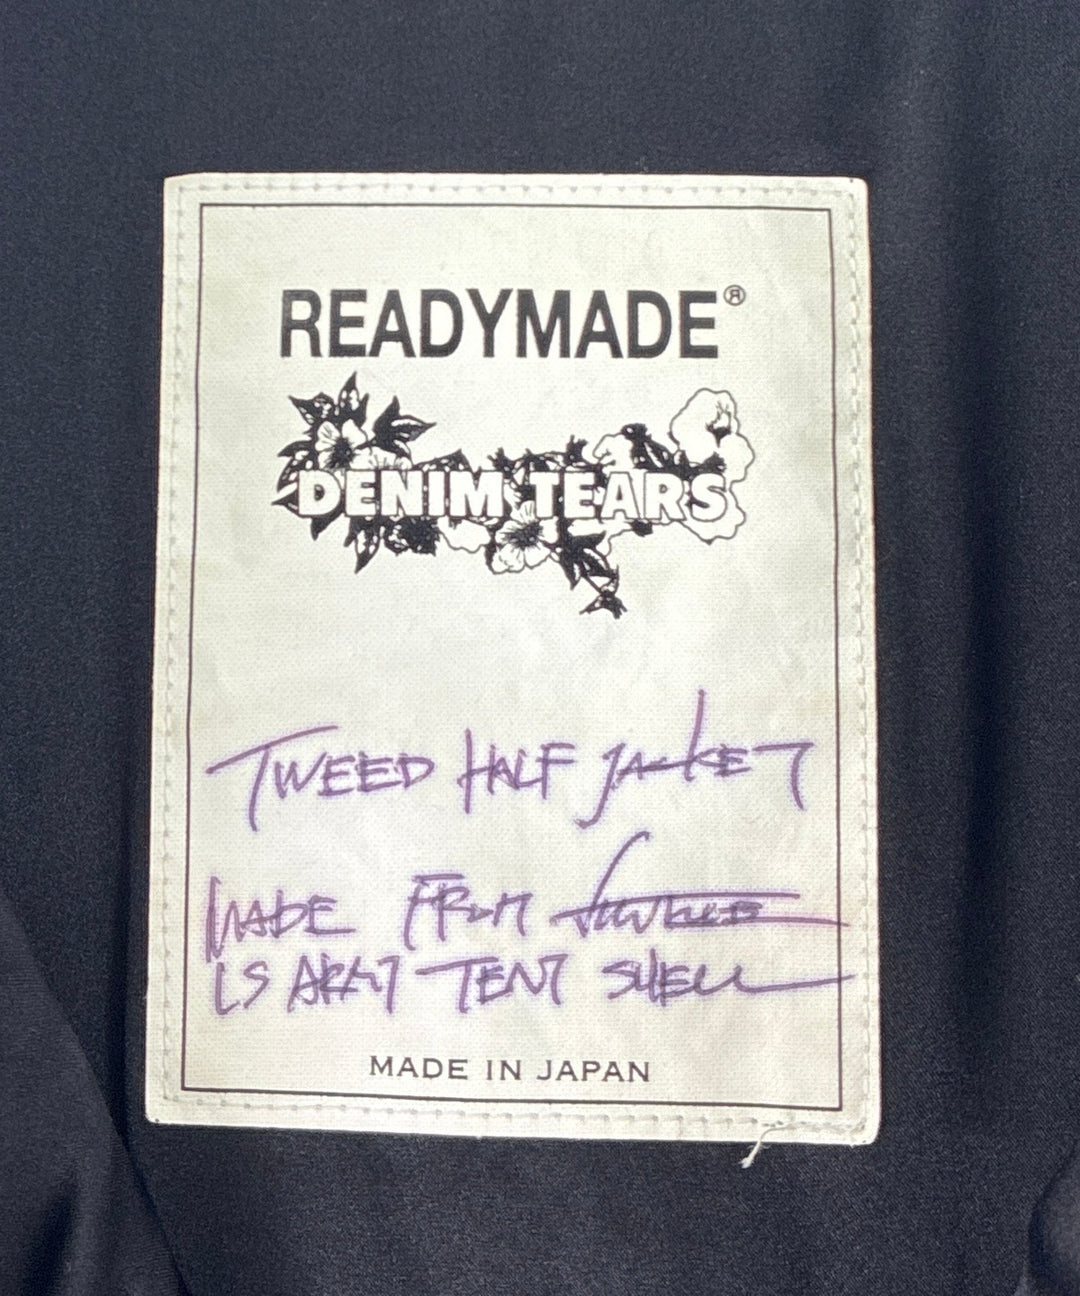 READYMADE®
DENIM TEARS
TWEED HALF JACKET
MADE FROM
US ARMY TENT SHELL
MADE IN JAPAN